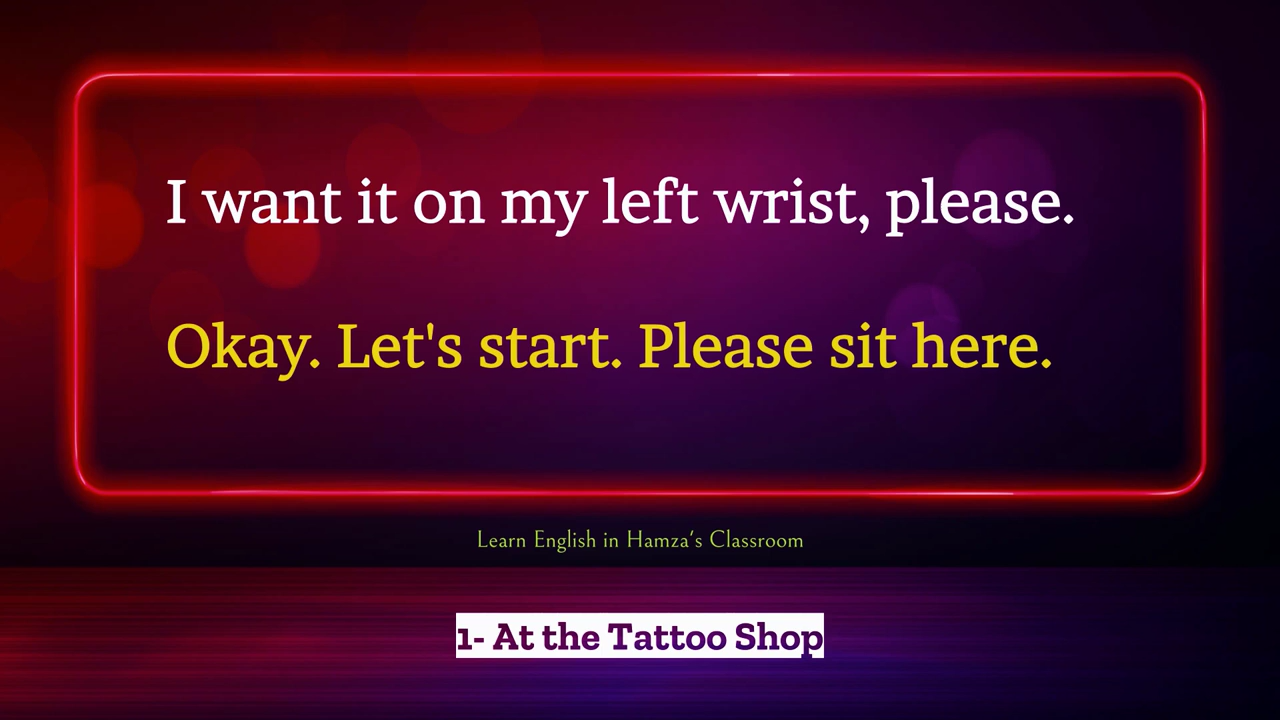 I want it on my left wrist, please.
Okay. Let's start. Please sit here.
Learn English in Hamza's Classroom
1- At the Tattoo Shop